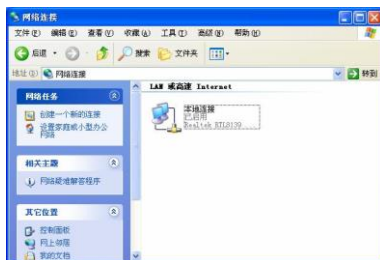 网络连接
文件(F) 编辑(E) 查看(V) 收藏(A) 工具(T) 高级(N) 帮助(H)
后退 搜索 文件夹
地址(D) 网络连接 转到
网络任务
创建一个新的连接
设置家庭或小型办公网络
相关主题
网络疑难解答程序
其它位置
控制面板
网上邻居
我的文档
LAN 或高速 Internet
本地连接
已启用
Realtek RTL8139 ...